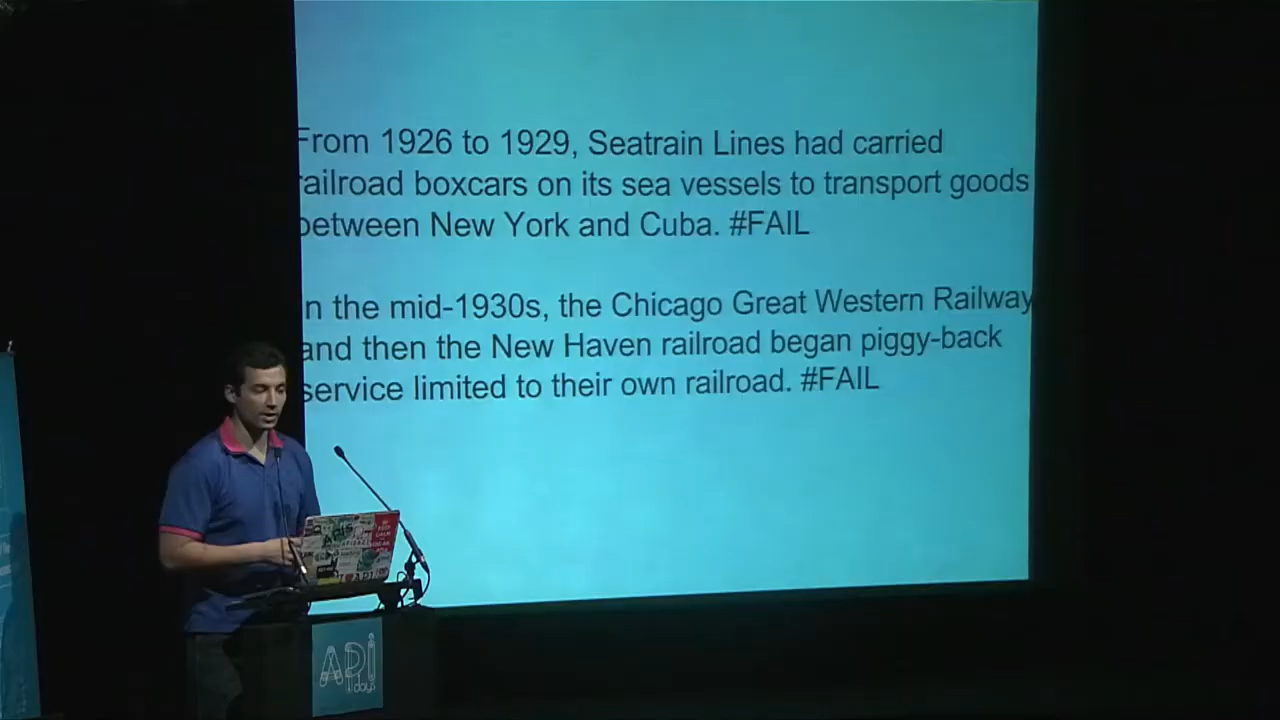 From 1926 to 1929, Seatrain Lines had carried
railroad boxcars on its sea vessels to transport goods
between New York and Cuba. #FAIL
In the mid-1930s, the Chicago Great Western Railway
and then the New Haven railroad began piggy-back
service limited to their own railroad. #FAIL
API
days